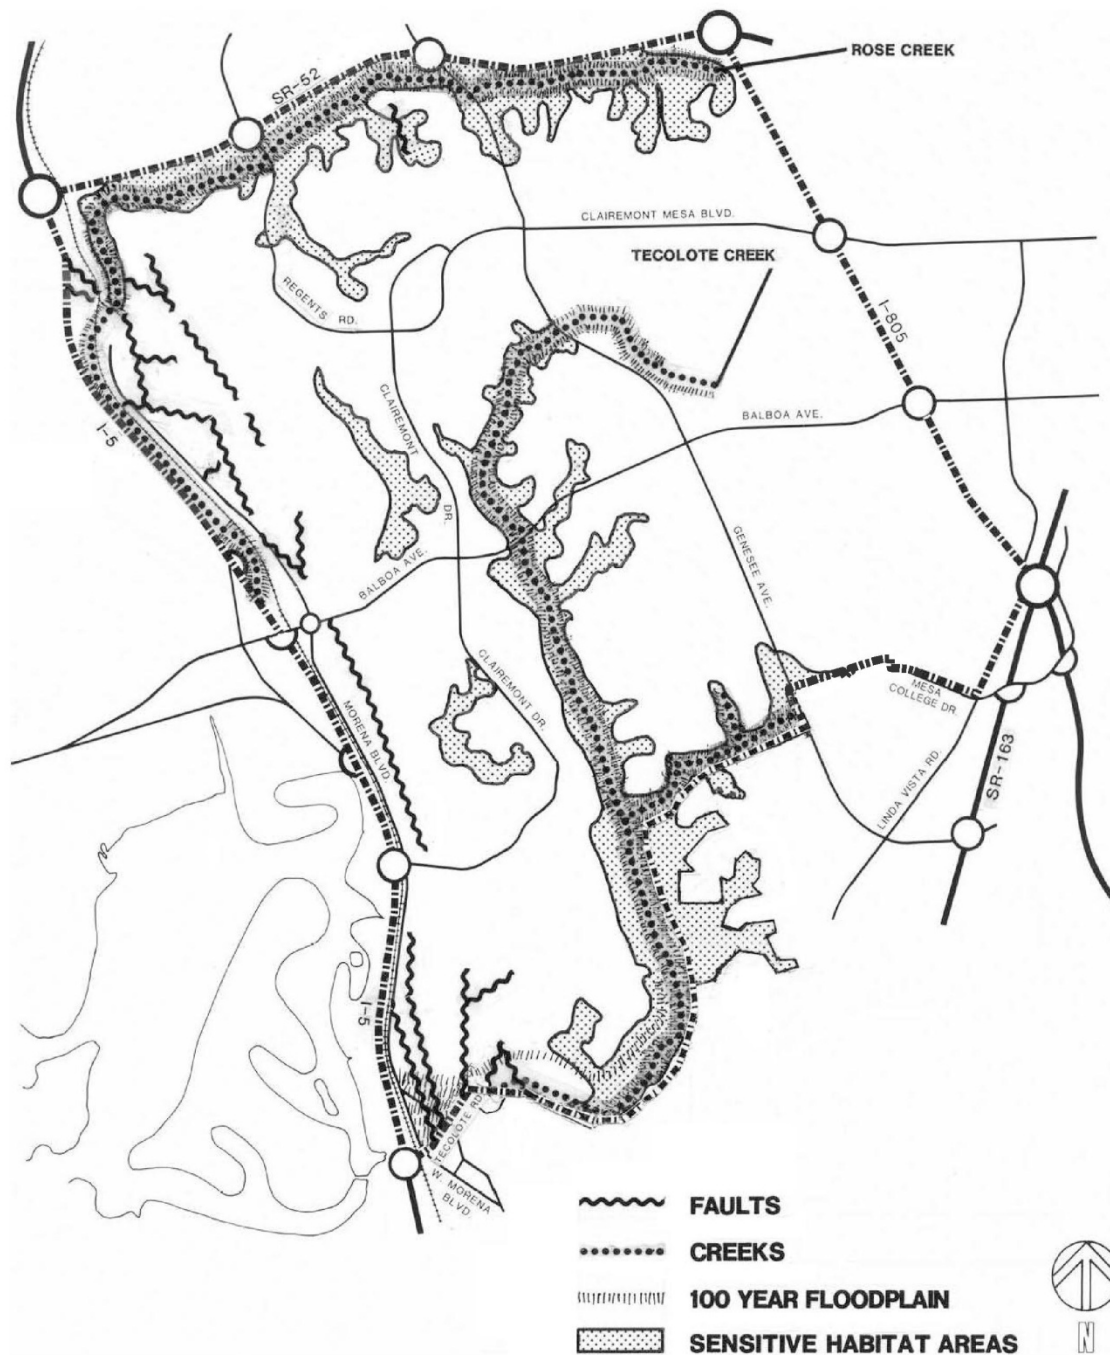 ROSE CREEK
SR-52
CLAIREMONT MESA BLVD.
TECOLOTE CREEK
REGENTS
RD.
I-805
CLAIREMONT
DR.
BALBOA AVE.
I-5
BALBOA AVE.
GENESEE AVE.
CLAIREMONT DR.
MORENA BLVD.
MESA
COLLEGE DR.
LINDA VISTA RD.
SR-163
I-5
TECOLOTE RD.
W. MORENA
BLVD.
FAULTS
CREEKS
100 YEAR FLOODPLAIN
SENSITIVE HABITAT AREAS
N